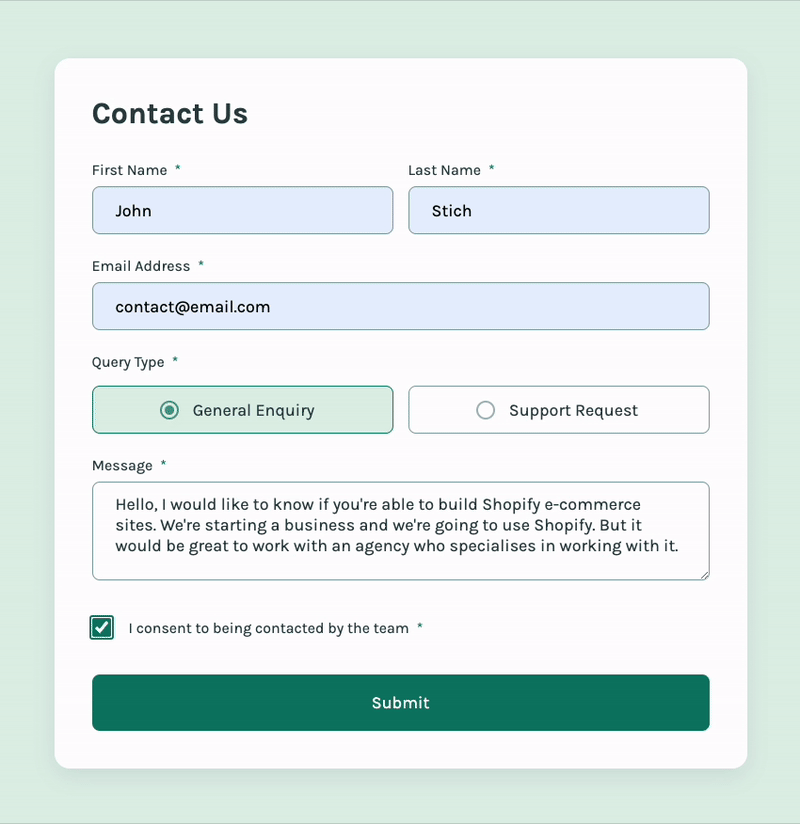 Contact Us
First Name *
Last Name *
John
Stich
Email Address *
contact@email.com
Query Type *
General Enquiry
Support Request
Message *
Hello, I would like to know if you're able to build Shopify e-commerce
sites. We're starting a business and we're going to use Shopify. But it
would be great to work with an agency who specialises in working with it.
I consent to being contacted by the team *
Submit